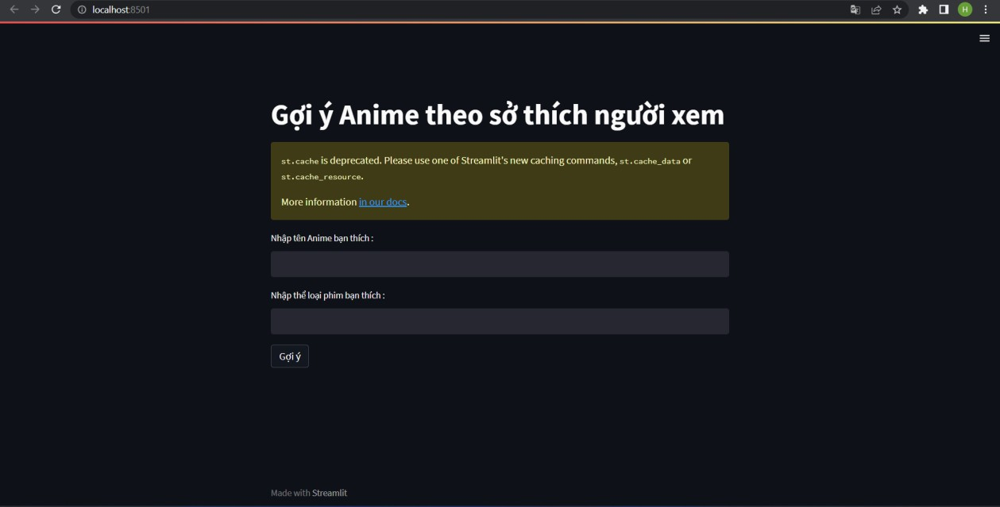 localhost:8501
H
Gợi ý Anime theo sở thích người xem
st.cache is deprecated. Please use one of Streamlit's new caching commands, st.cache_data or
st.cache_resource.
More information in our docs.
Nhập tên Anime bạn thích :
Nhập thể loại phim bạn thích :
Gợi ý
Made with Streamlit